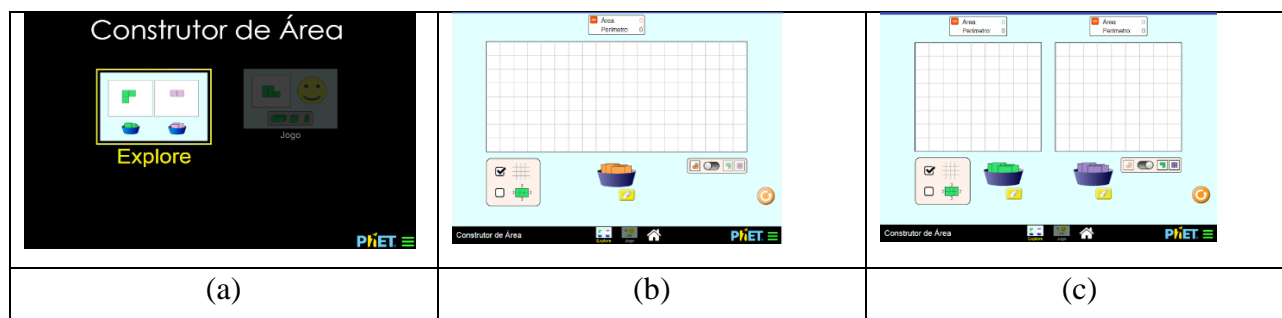 Construtor de Área
Explore
Jogo
PhET
(a)
Área: 0
Perímetro: 0
Construtor de Área
Explore
Jogo
PhET
(b)
Área: 0
Perímetro: 0
Área: 0
Perímetro: 0
Construtor de Área
Explore
Jogo
PhET
(c)